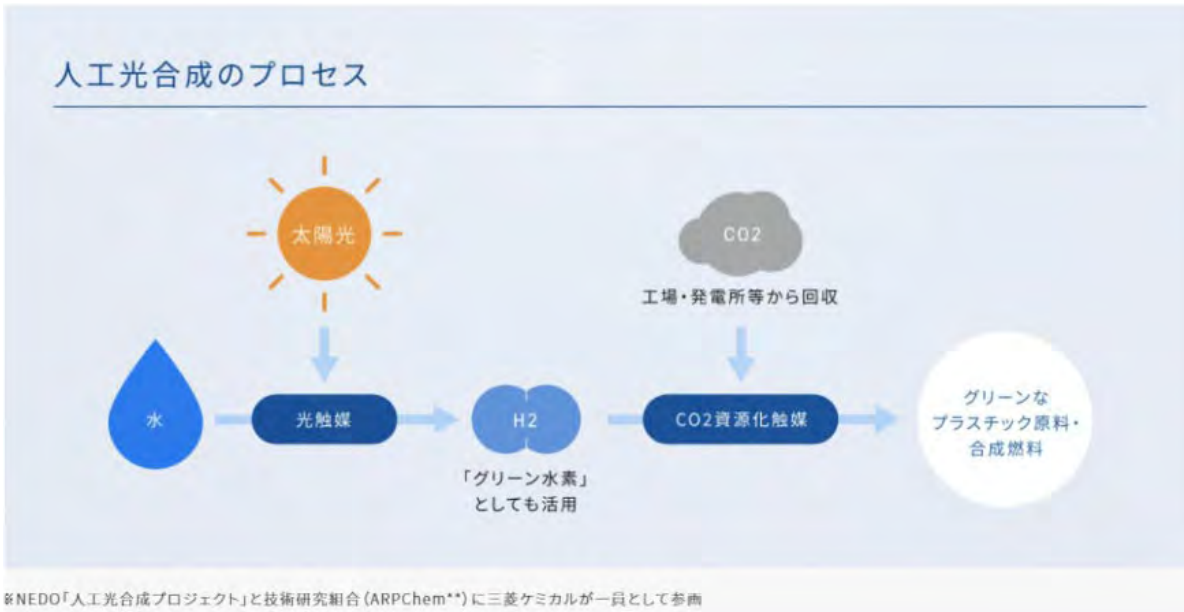 人工光合成のプロセス
太陽光
CO2
工場・発電所等から回収
水
光触媒
H2
CO2資源化触媒
グリーンな
プラスチック原料・
合成燃料
「グリーン水素」
としても活用
※NEDO「人工光合成プロジェクト」と技術研究組合(ARPChem**)に三菱ケミカルが一員として参画